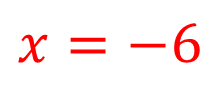 x = −6